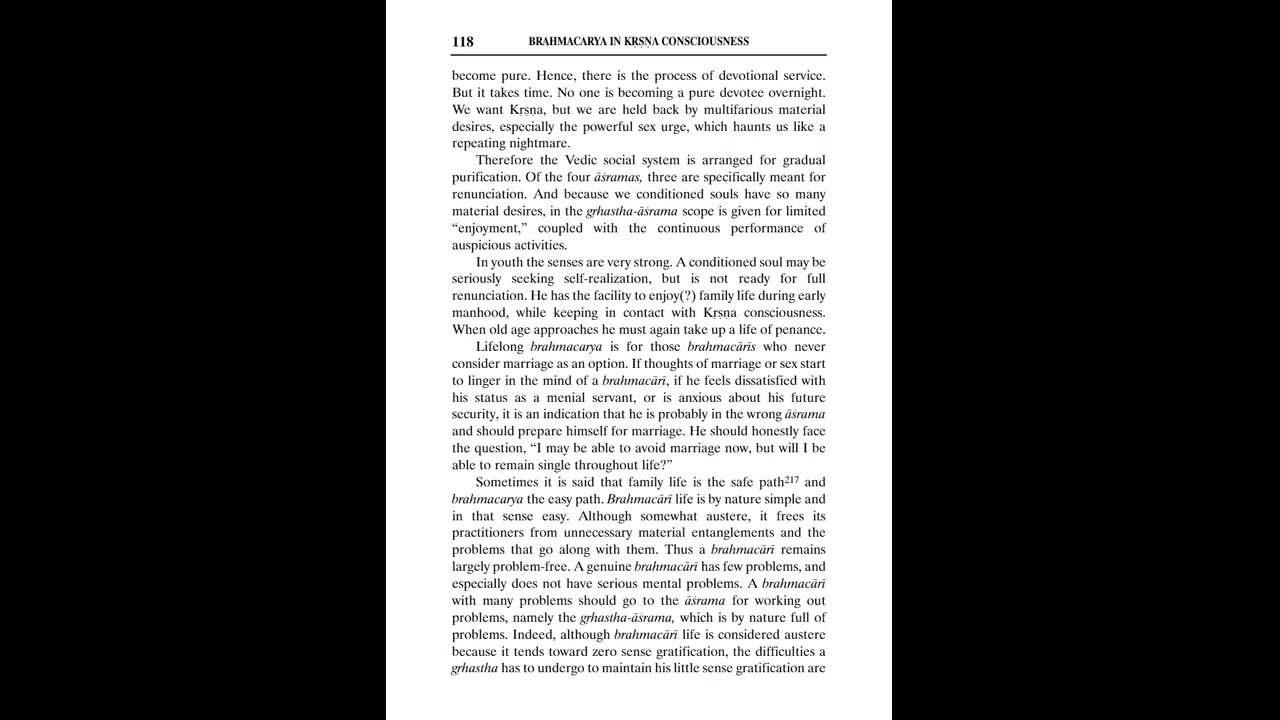 118 BRAHMACARYA IN KṚṢṆA CONSCIOUSNESS
become pure. Hence, there is the process of devotional service.
But it takes time. No one is becoming a pure devotee overnight.
We want Kṛṣṇa, but we are held back by multifarious material
desires, especially the powerful sex urge, which haunts us like a
repeating nightmare.
Therefore the Vedic social system is arranged for gradual
purification. Of the four āśramas, three are specifically meant for
renunciation. And because we conditioned souls have so many
material desires, in the gṛhastha-āśrama scope is given for limited
“enjoyment,” coupled with the continuous performance of
auspicious activities.
In youth the senses are very strong. A conditioned soul may be
seriously seeking self-realization, but is not ready for full
renunciation. He has the facility to enjoy(?) family life during early
manhood, while keeping in contact with Kṛṣṇa consciousness.
When old age approaches he must again take up a life of penance.
Lifelong brahmacarya is for those brahmacārīs who never
consider marriage as an option. If thoughts of marriage or sex start
to linger in the mind of a brahmacārī, if he feels dissatisfied with
his status as a menial servant, or is anxious about his future
security, it is an indication that he is probably in the wrong āśrama
and should prepare himself for marriage. He should honestly face
the question, “I may be able to avoid marriage now, but will I be
able to remain single throughout life?”
Sometimes it is said that family life is the safe path217 and
brahmacarya the easy path. Brahmacārī life is by nature simple and
in that sense easy. Although somewhat austere, it frees its
practitioners from unnecessary material entanglements and the
problems that go along with them. Thus a brahmacārī remains
largely problem-free. A genuine brahmacārī has few problems, and
especially does not have serious mental problems. A brahmacārī
with many problems should go to the āśrama for working out
problems, namely the gṛhastha-āśrama, which is by nature full of
problems. Indeed, although brahmacārī life is considered austere
because it tends toward zero sense gratification, the difficulties a
gṛhastha has to undergo to maintain his little sense gratification are